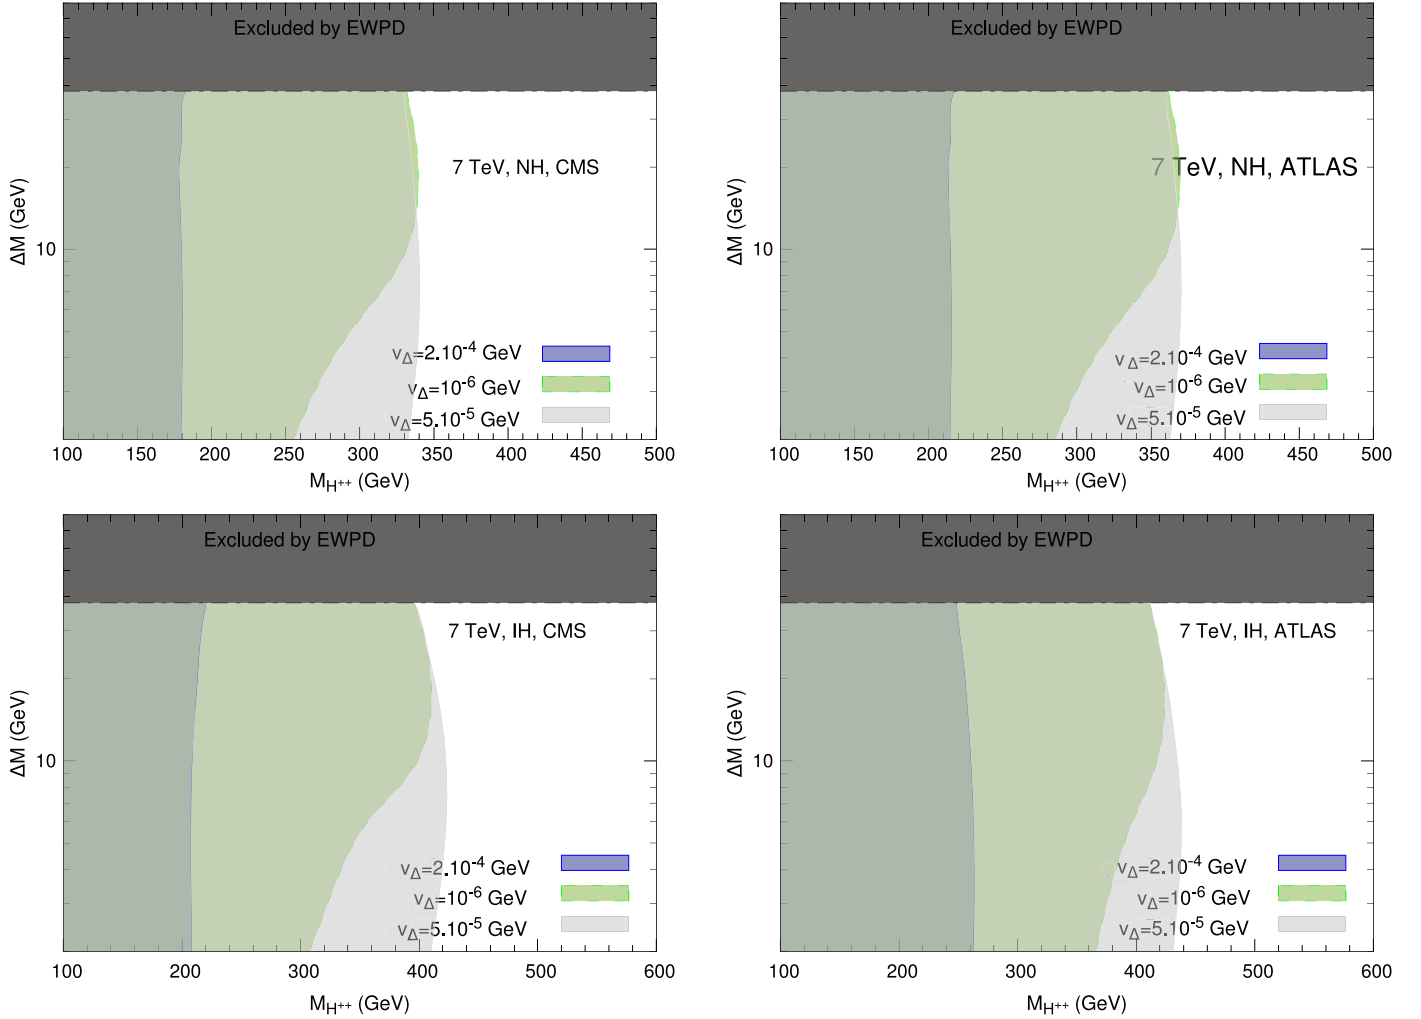 Excluded by EWPD
7 TeV, NH, CMS
ΔM (GeV)
10
v_Δ=2.10^-4 GeV
v_Δ=10^-6 GeV
v_Δ=5.10^-5 GeV
100 150 200 250 300 350 400 450 500
M_H^++ (GeV)
Excluded by EWPD
7 TeV, NH, ATLAS
ΔM (GeV)
10
v_Δ=2.10^-4 GeV
v_Δ=10^-6 GeV
v_Δ=5.10^-5 GeV
100 150 200 250 300 350 400 450 500
M_H^++ (GeV)
Excluded by EWPD
7 TeV, IH, CMS
ΔM (GeV)
10
v_Δ=2.10^-4 GeV
v_Δ=10^-6 GeV
v_Δ=5.10^-5 GeV
100 200 300 400 500 600
M_H^++ (GeV)
Excluded by EWPD
7 TeV, IH, ATLAS
ΔM (GeV)
10
v_Δ=2.10^-4 GeV
v_Δ=10^-6 GeV
v_Δ=5.10^-5 GeV
100 200 300 400 500 600
M_H^++ (GeV)